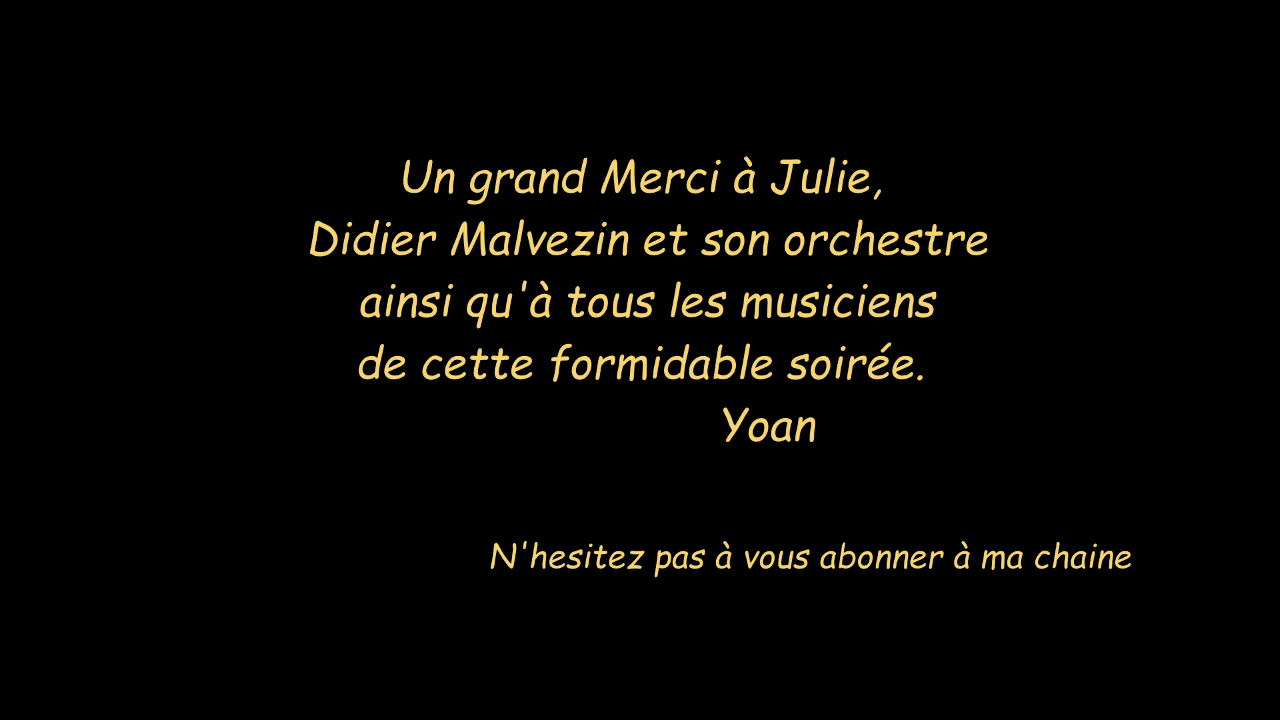 Un grand Merci à Julie,
Didier Malvezin et son orchestre
ainsi qu'à tous les musiciens
de cette formidable soirée.
Yoan
N'hesitez pas à vous abonner à ma chaine